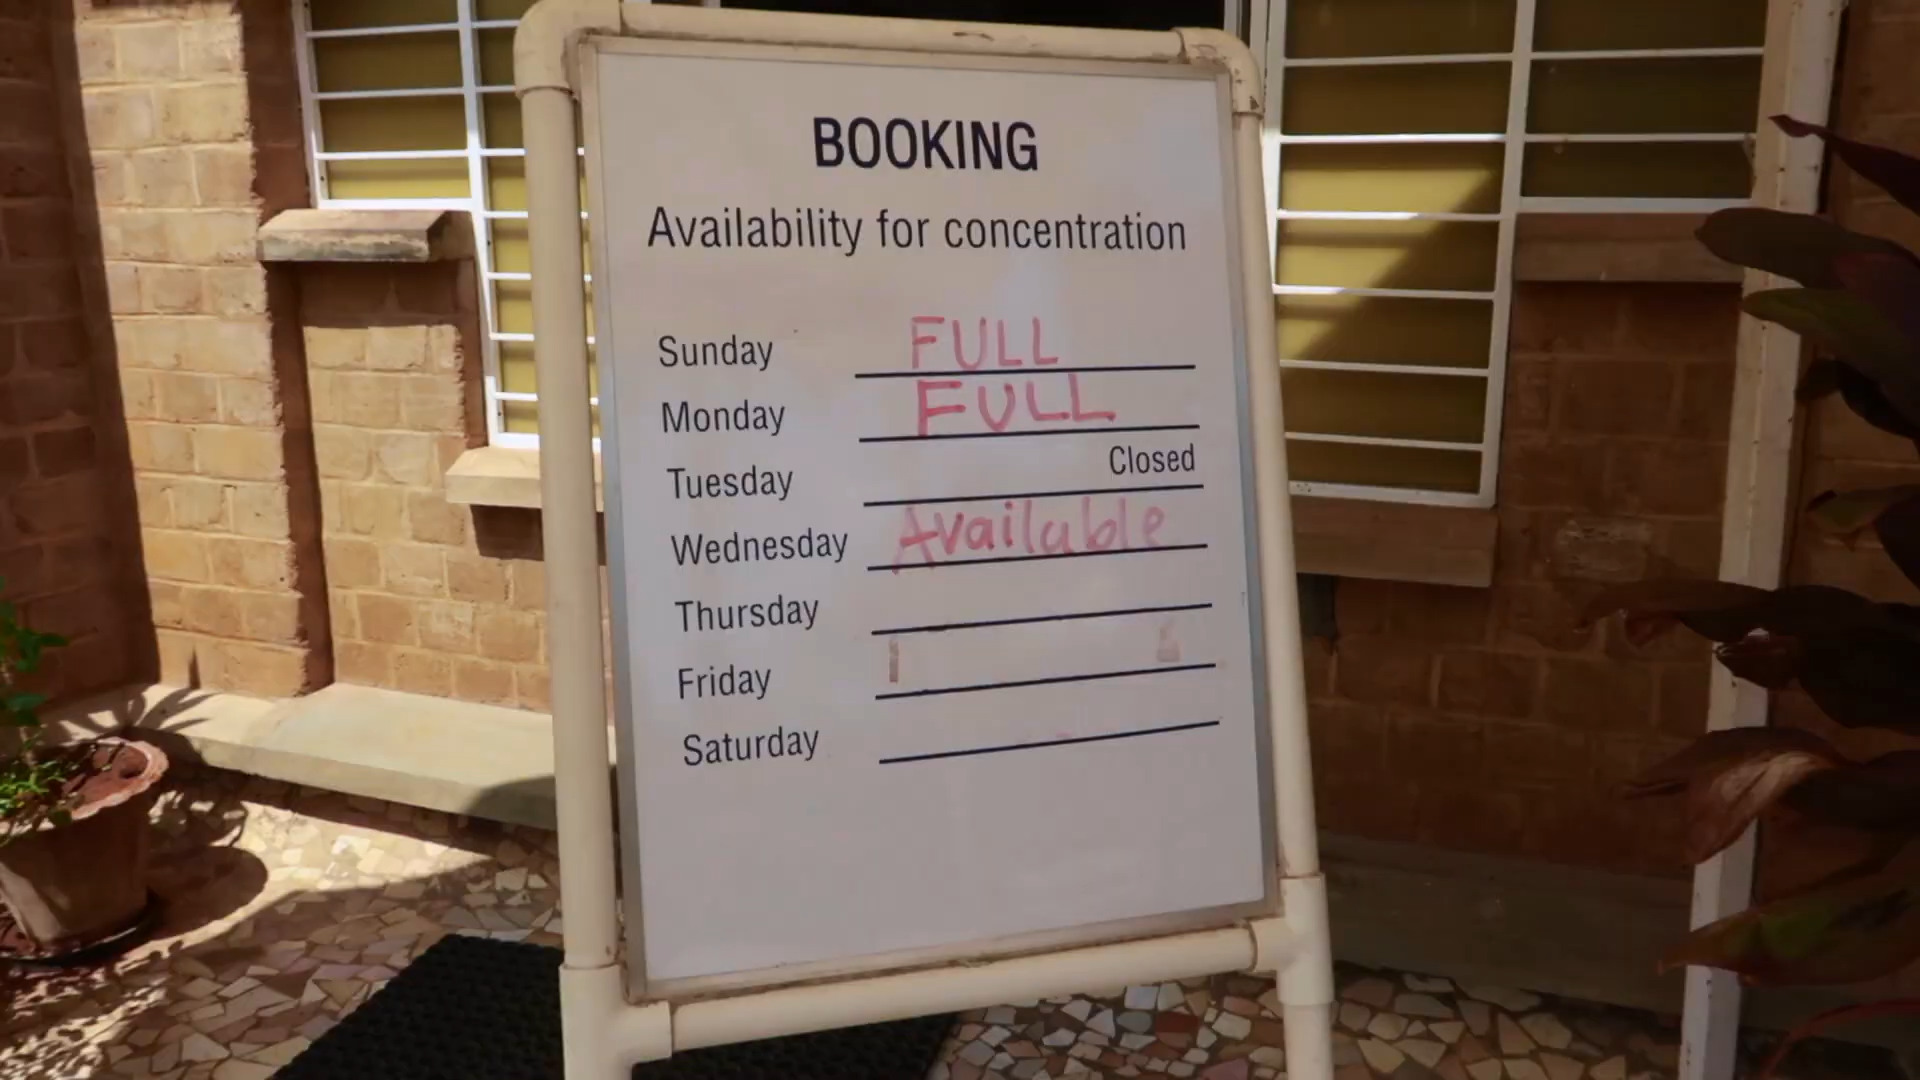 BOOKING
Availability for concentration
Sunday FULL
Monday FULL
Tuesday Closed
Wednesday Available
Thursday
Friday
Saturday